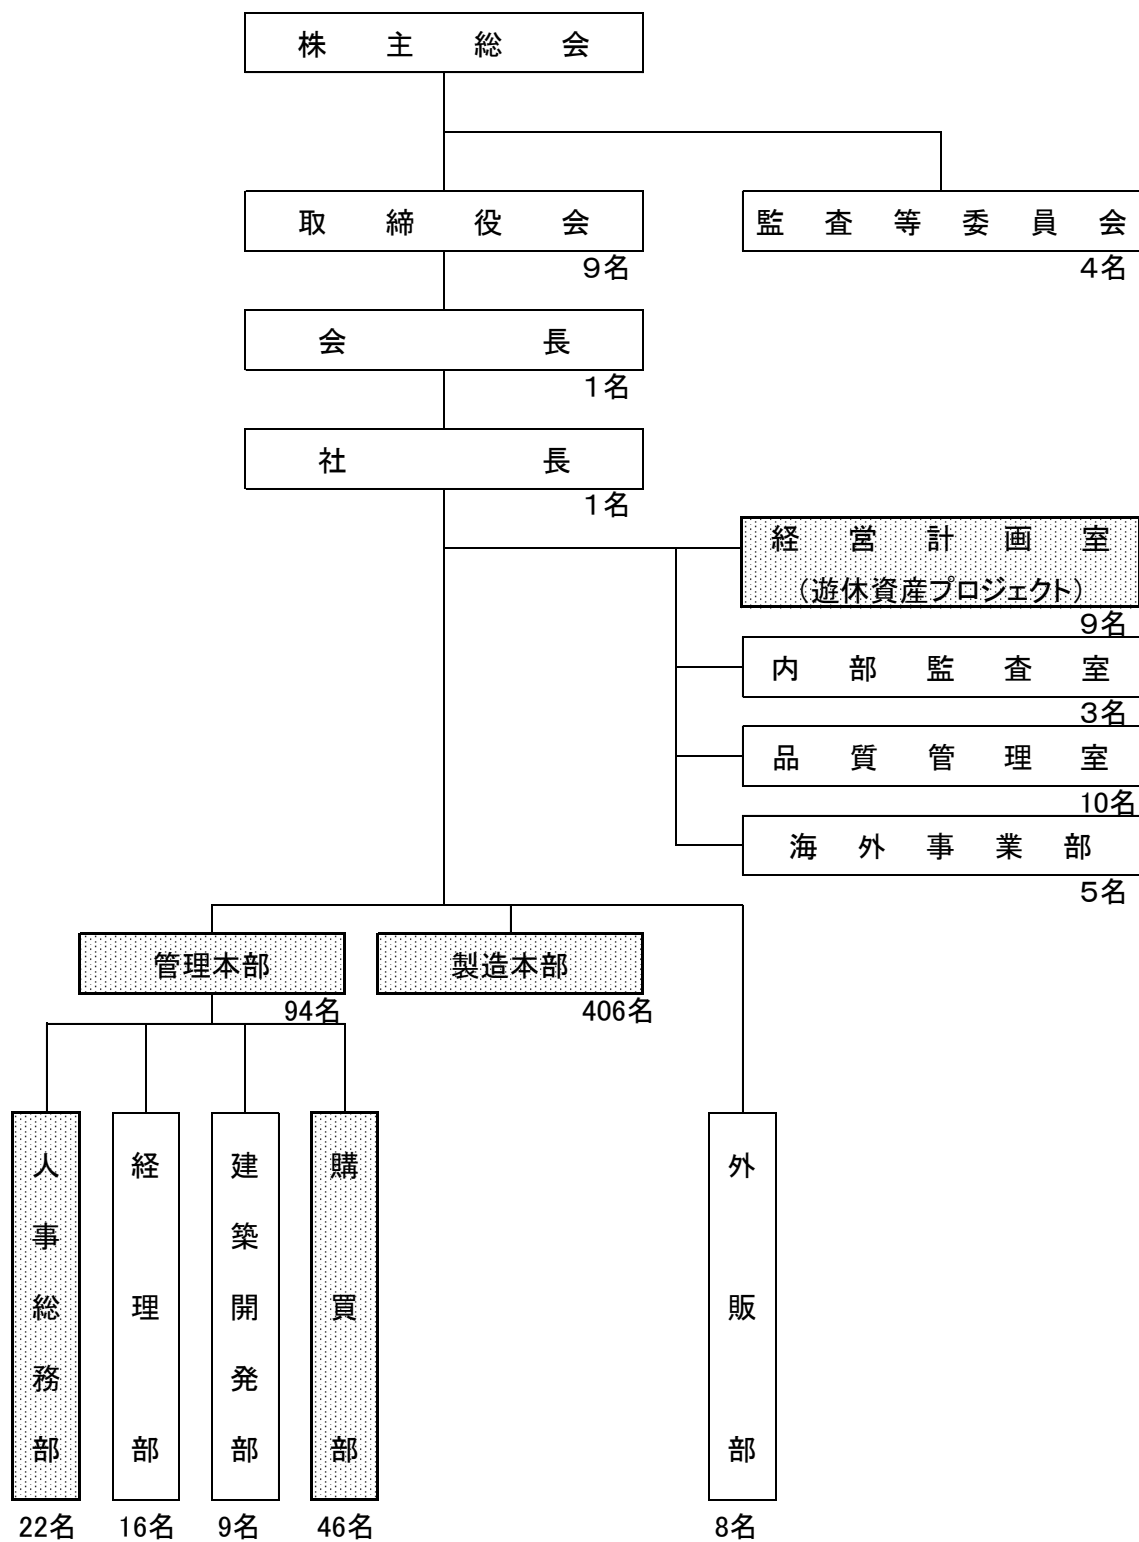 株主総会
取締役会
監査等委員会
９名
４名
会長
１名
社長
１名
経営計画室
（遊休資産プロジェクト）
９名
内部監査室
３名
品質管理室
10名
海外事業部
５名
管理本部
製造本部
94名
406名
人事総務部
経理部
建築開発部
購買部
外販部
22名
16名
9名
46名
8名